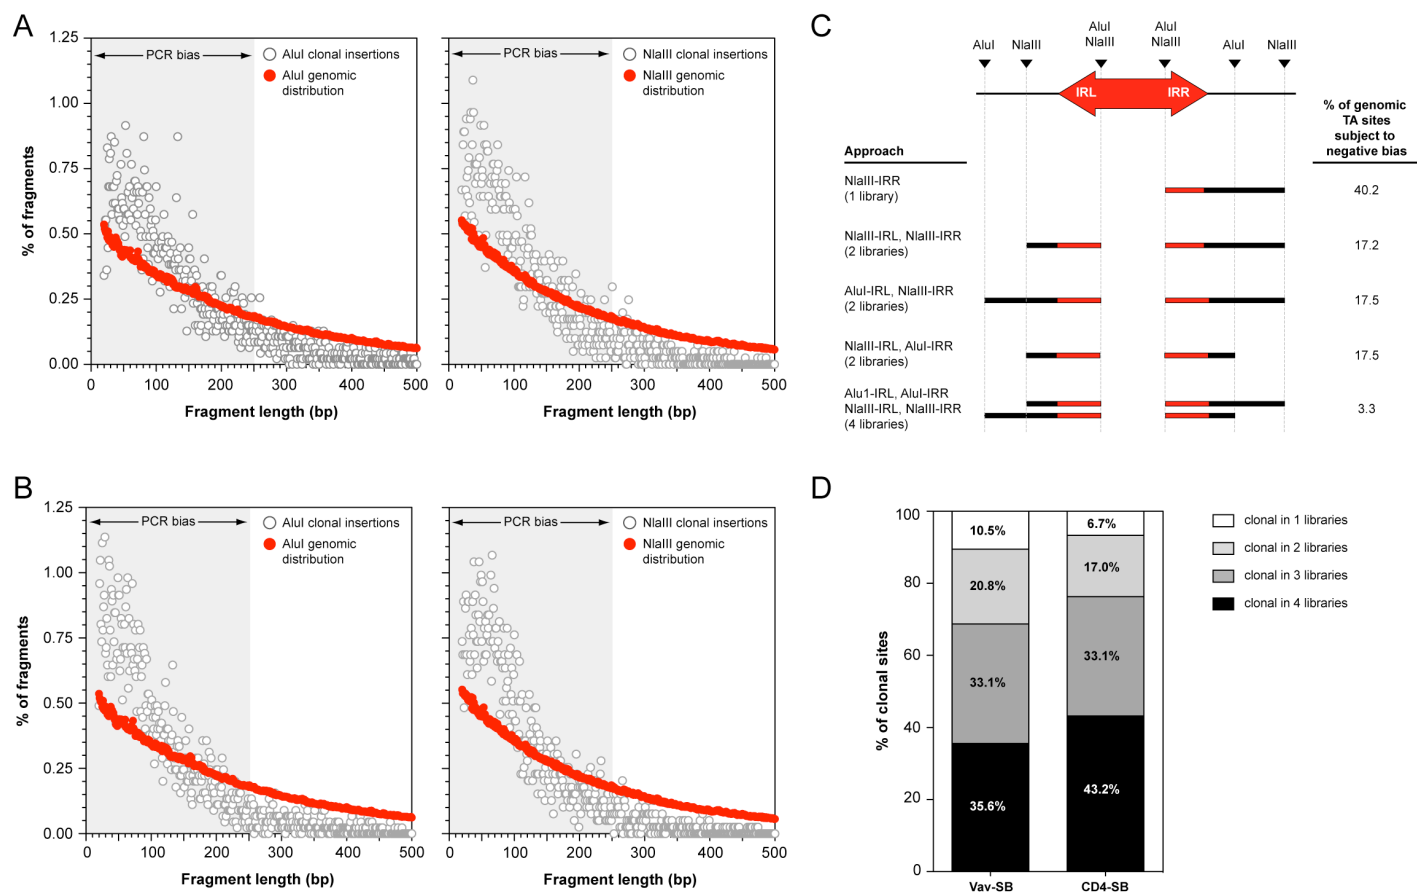 A
1.25
1.00
0.75
0.50
0.25
0.00
% of fragments
PCR bias
AluI clonal insertions
AluI genomic
distribution
0 100 200 300 400 500
Fragment length (bp)
PCR bias
NlaIII clonal insertions
NlaIII genomic
distribution
0 100 200 300 400 500
Fragment length (bp)
B
1.25
1.00
0.75
0.50
0.25
0.00
% of fragments
PCR bias
AluI clonal insertions
AluI genomic
distribution
0 100 200 300 400 500
Fragment length (bp)
PCR bias
NlaIII clonal insertions
NlaIII genomic
distribution
0 100 200 300 400 500
Fragment length (bp)
C
AluI
NlaIII
AluI
NlaIII
AluI
NlaIII
AluI
NlaIII
IRL
IRR
% of genomic
TA sites
subject to
negative bias
Approach
NlaIII-IRR
(1 library)
40.2
NlaIII-IRL, NlaIII-IRR
(2 libraries)
17.2
AluI-IRL, NlaIII-IRR
(2 libraries)
17.5
NlaIII-IRL, AluI-IRR
(2 libraries)
17.5
Alu1-IRL, AluI-IRR
NlaIII-IRL, NlaIII-IRR
(4 libraries)
3.3
D
100
80
60
40
20
0
% of clonal sites
10.5%
20.8%
33.1%
35.6%
6.7%
17.0%
33.1%
43.2%
Vav-SB
CD4-SB
clonal in 1 libraries
clonal in 2 libraries
clonal in 3 libraries
clonal in 4 libraries